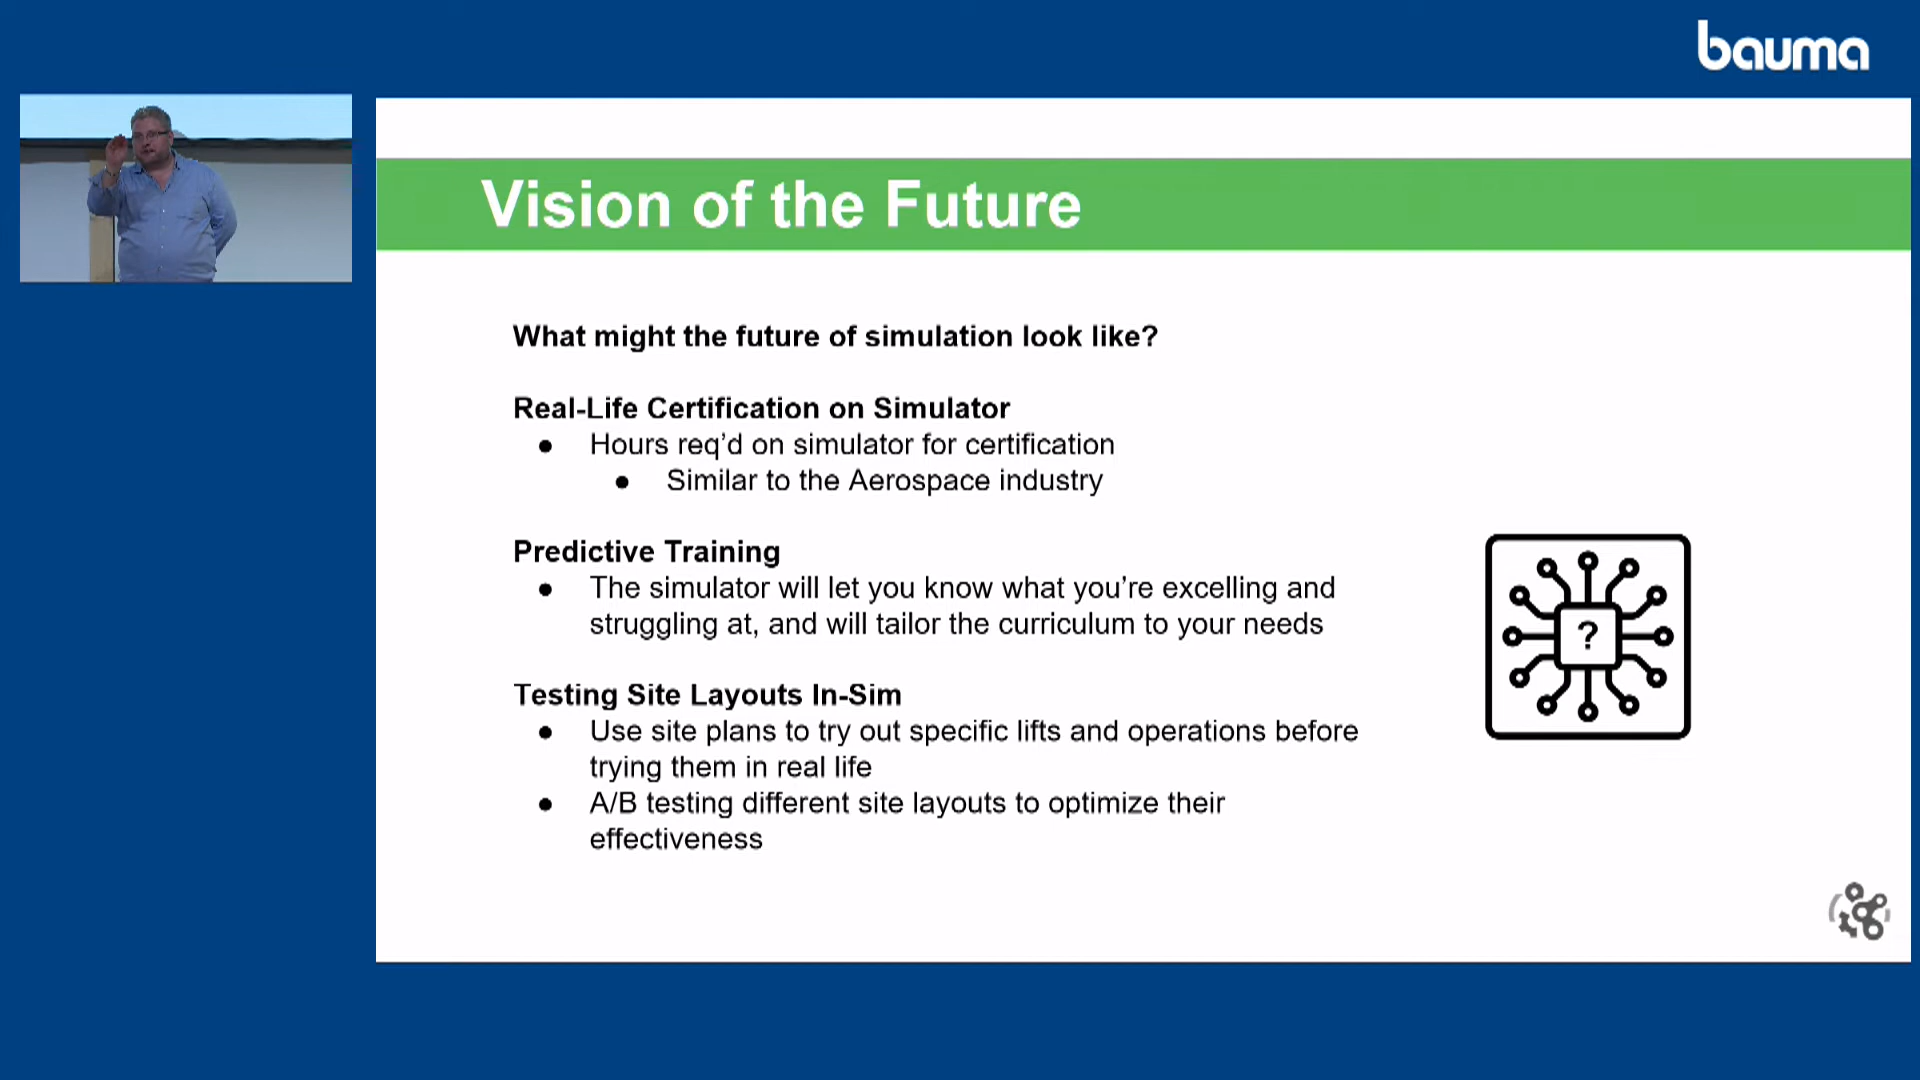 bauma
Vision of the Future
What might the future of simulation look like?
Real-Life Certification on Simulator
● Hours req’d on simulator for certification
● Similar to the Aerospace industry
Predictive Training
● The simulator will let you know what you’re excelling and
struggling at, and will tailor the curriculum to your needs
?
Testing Site Layouts In-Sim
● Use site plans to try out specific lifts and operations before
trying them in real life
● A/B testing different site layouts to optimize their
effectiveness